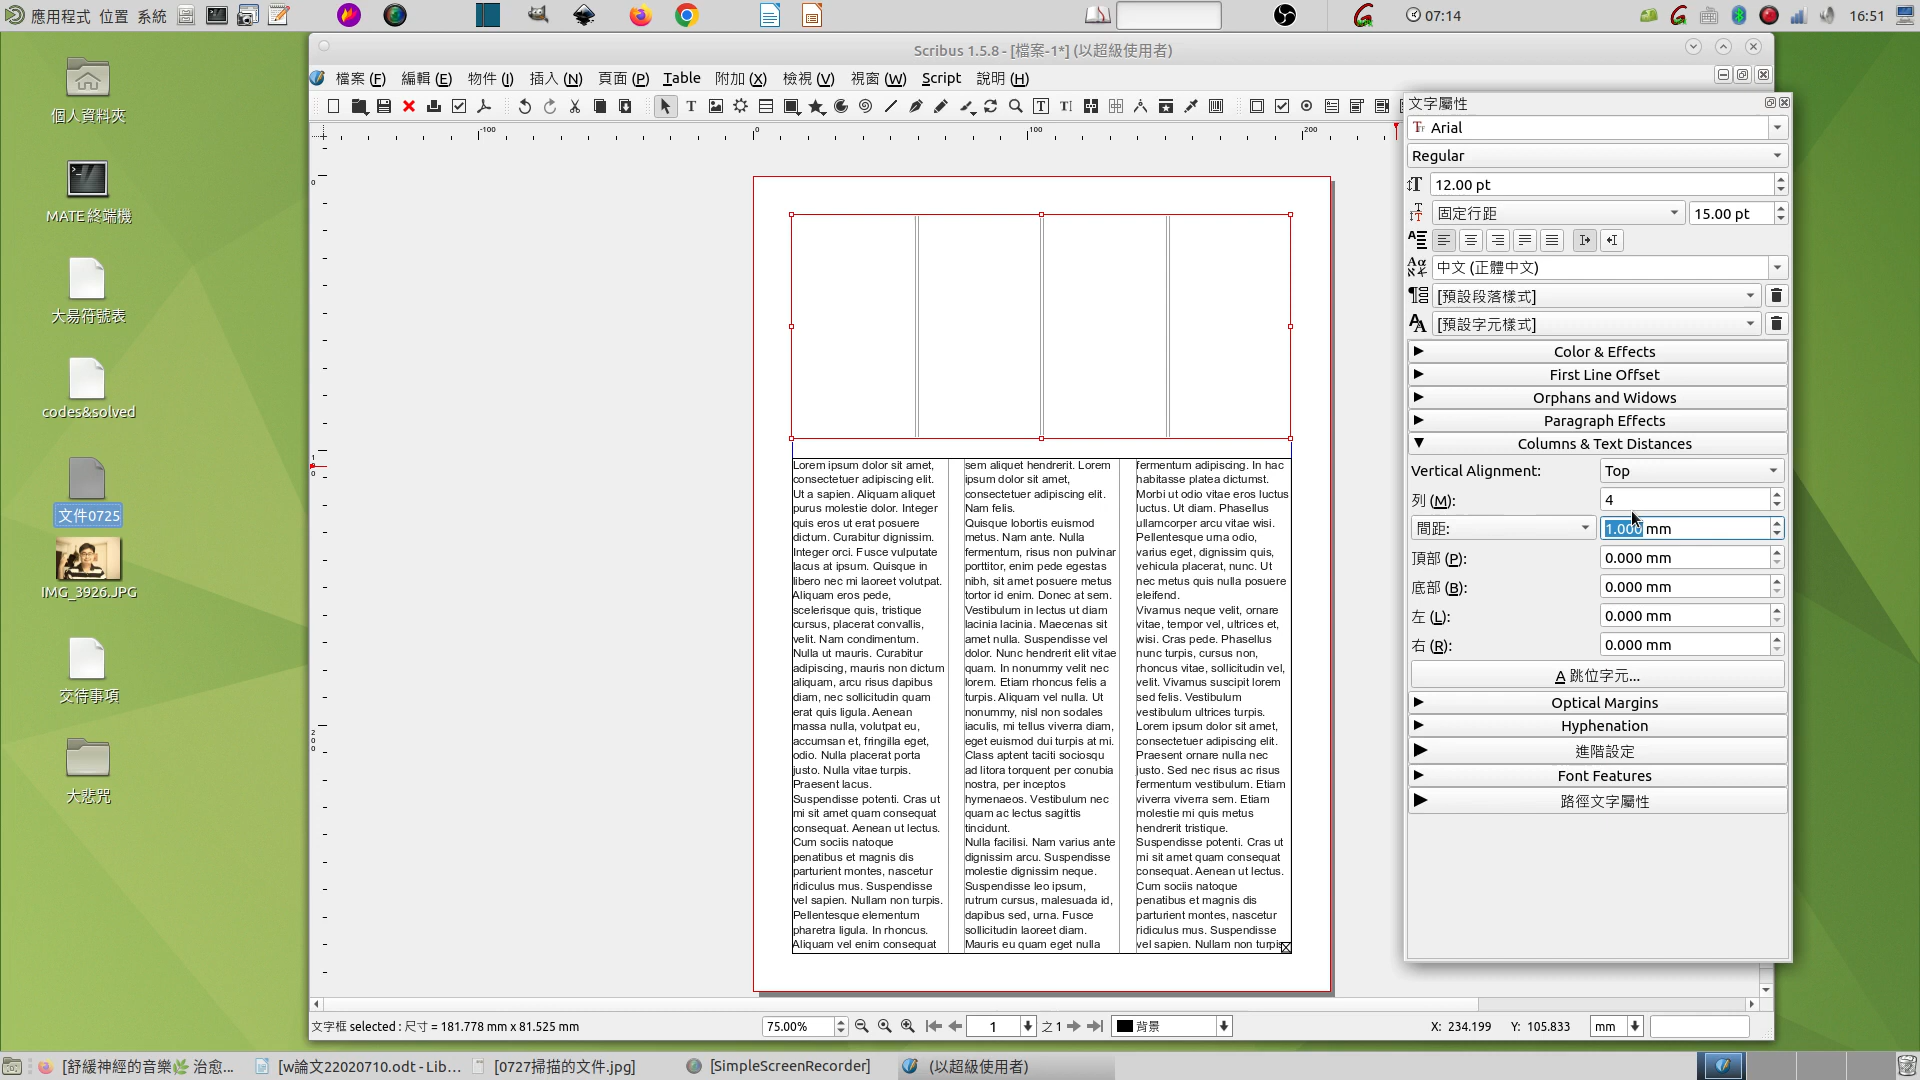 應用程式 位置 系統
07:14
16:51
Scribus 1.5.8 - [檔案-1*] (以超級使用者)
檔案 (F) 編輯 (E) 物件 (I) 插入 (N) 頁面 (P) Table 附加 (X) 檢視 (V) 視窗 (W) Script 說明 (H)
個人資料夾
MATE 終端機
大易符號表
codes&solved
文件0725
IMG_3926.JPG
交待事項
大悲咒
-100 0 100 200
0
100
200
Lorem ipsum dolor sit amet,
consectetuer adipiscing elit.
Ut a sapien. Aliquam aliquet
purus molestie dolor. Integer
quis eros ut erat posuere
dictum. Curabitur dignissim.
Integer orci. Fusce vulputate
lacus at ipsum. Quisque in
libero nec mi laoreet volutpat.
Aliquam eros pede,
scelerisque quis, tristique
cursus, placerat convallis,
velit. Nam condimentum.
Nulla ut mauris. Curabitur
adipiscing, mauris non dictum
aliquam, arcu risus dapibus
diam, nec sollicitudin quam
erat quis ligula. Aenean
massa nulla, volutpat eu,
accumsan et, fringilla eget,
odio. Nulla placerat porta
justo. Nulla vitae turpis.
Praesent lacus.
Suspendisse potenti. Cras ut
mi sit amet quam consequat
consequat. Aenean ut lectus.
Cum sociis natoque
penatibus et magnis dis
parturient montes, nascetur
ridiculus mus. Suspendisse
vel sapien. Nullam non turpis.
Pellentesque elementum
pharetra ligula. In rhoncus.
Aliquam vel enim consequat
sem aliquet hendrerit. Lorem
ipsum dolor sit amet,
consectetuer adipiscing elit.
Nam felis.
Quisque lobortis euismod
metus. Nam ante. Nulla
fermentum, risus non pulvinar
porttitor, enim pede egestas
nibh, sit amet posuere metus
tortor id enim. Donec at sem.
Vestibulum in lectus ut diam
lacinia lacinia. Maecenas sit
amet nulla. Suspendisse vel
dolor. Nunc hendrerit elit vitae
quam. In nonummy velit nec
lorem. Etiam rhoncus felis a
turpis. Aliquam vel nulla. Ut
nonummy, nisl non sodales
iaculis, mi tellus viverra diam,
eget euismod dui turpis at mi.
Class aptent taciti sociosqu
ad litora torquent per conubia
nostra, per inceptos
hymenaeos. Vestibulum nec
quam ac lectus sagittis
tincidunt.
Nulla facilisi. Nam varius ante
dignissim arcu. Suspendisse
molestie dignissim neque.
Suspendisse leo ipsum,
rutrum cursus, malesuada id,
dapibus sed, urna. Fusce
sollicitudin laoreet diam.
Mauris eu quam eget nulla
fermentum adipiscing. In hac
habitasse platea dictumst.
Morbi ut odio vitae eros luctus
luctus. Ut diam. Phasellus
ullamcorper arcu vitae wisi.
Pellentesque urna odio,
varius eget, dignissim quis,
vehicula placerat, nunc. Ut
nec metus quis nulla posuere
eleifend.
Vivamus neque velit, ornare
vitae, tempor vel, ultrices et,
wisi. Cras pede. Phasellus
nunc turpis, cursus non,
rhoncus vitae, sollicitudin vel,
velit. Vivamus suscipit lorem
sed felis. Vestibulum
vestibulum ultrices turpis.
Lorem ipsum dolor sit amet,
consectetuer adipiscing elit.
Praesent ornare nulla nec
justo. Sed nec risus ac risus
fermentum vestibulum. Etiam
viverra viverra sem. Etiam
molestie mi quis metus
hendrerit tristique.
Suspendisse potenti. Cras ut
mi sit amet quam consequat
consequat. Aenean ut lectus.
Cum sociis natoque
penatibus et magnis dis
parturient montes, nascetur
ridiculus mus. Suspendisse
vel sapien. Nullam non turpis
文字屬性
Arial
Regular
12.00 pt
固定行距 15.00 pt
中文 (正體中文)
[預設段落樣式]
[預設字元樣式]
Color & Effects
First Line Offset
Orphans and Widows
Paragraph Effects
Columns & Text Distances
Vertical Alignment: Top
列 (M): 4
間距: 1.000 mm
頂部 (P): 0.000 mm
底部 (B): 0.000 mm
左 (L): 0.000 mm
右 (R): 0.000 mm
A 跳位字元...
Optical Margins
Hyphenation
進階設定
Font Features
路徑文字屬性
文字框 selected : 尺寸 = 181.778 mm x 81.525 mm 75.00% 1 之 1 背景 X: 234.199 Y: 105.833 mm
[舒緩神經的音樂🌿 治愈... [w論文22020710.odt - Lib... [0727掃描的文件.jpg] [SimpleScreenRecorder] (以超級使用者)